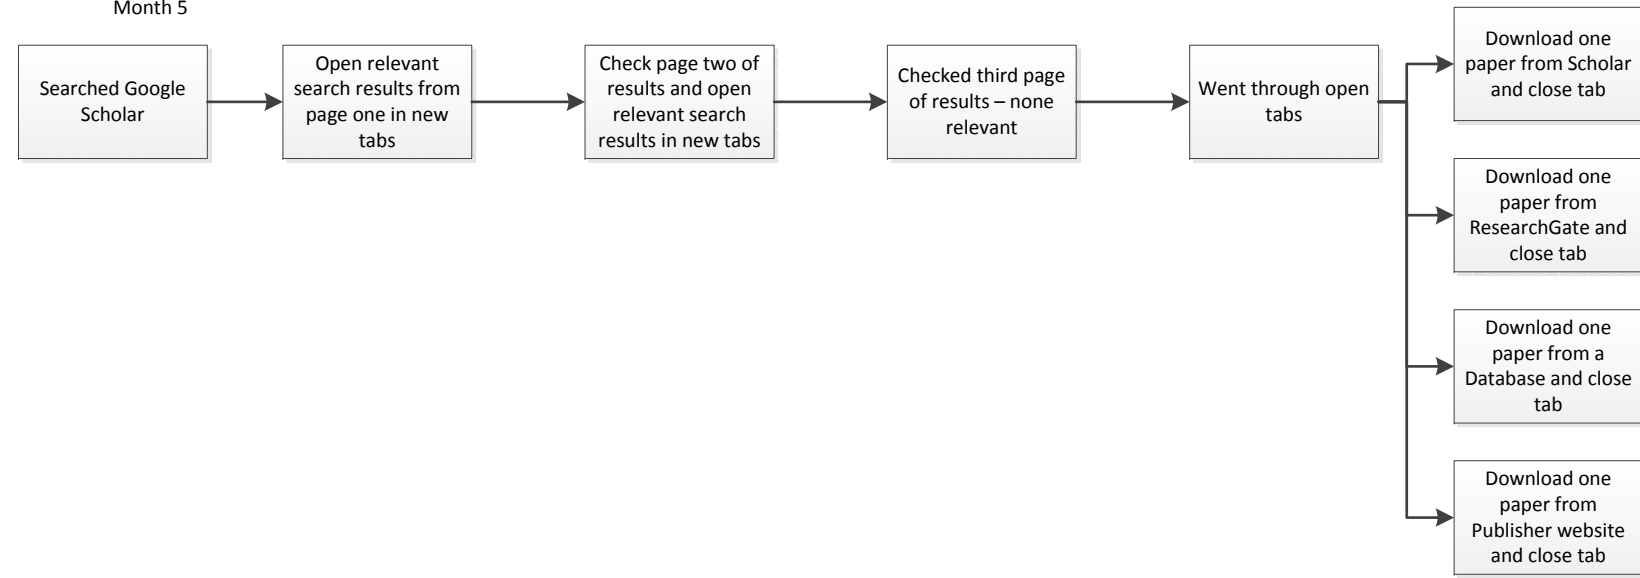 Month 5
Searched Google
Scholar
Open relevant
search results from
page one in new
tabs
Check page two of
results and open
relevant search
results in new tabs
Checked third page
of results – none
relevant
Went through open
tabs
Download one
paper from Scholar
and close tab
Download one
paper from
ResearchGate and
close tab
Download one
paper from a
Database and close
tab
Download one
paper from
Publisher website
and close tab